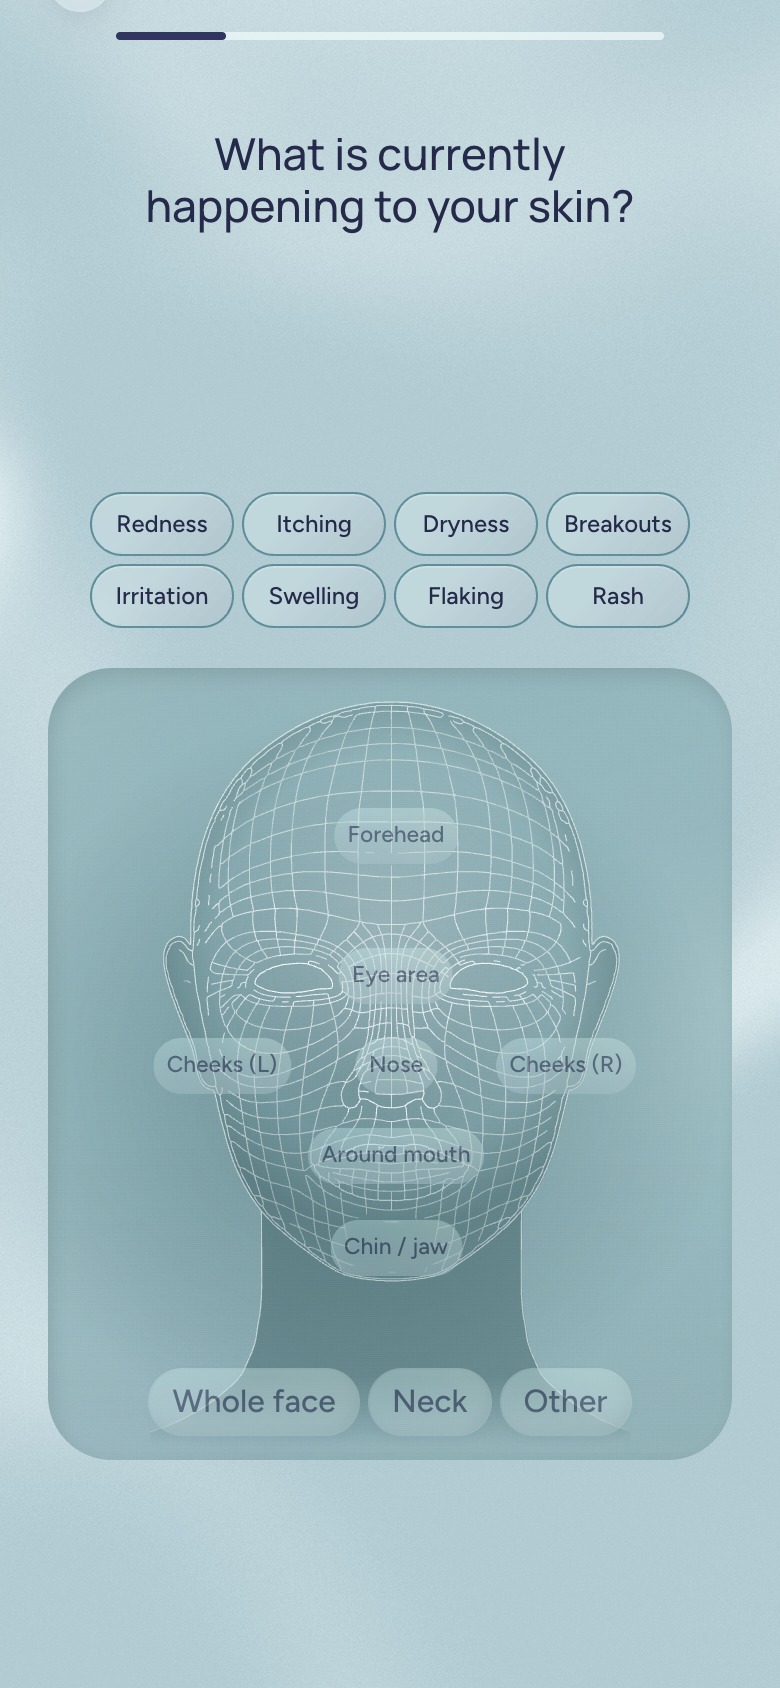 What is currently
happening to your skin?
Redness Itching Dryness Breakouts
Irritation Swelling Flaking Rash
Forehead
Eye area
Cheeks (L) Nose Cheeks (R)
Around mouth
Chin / jaw
Whole face Neck Other